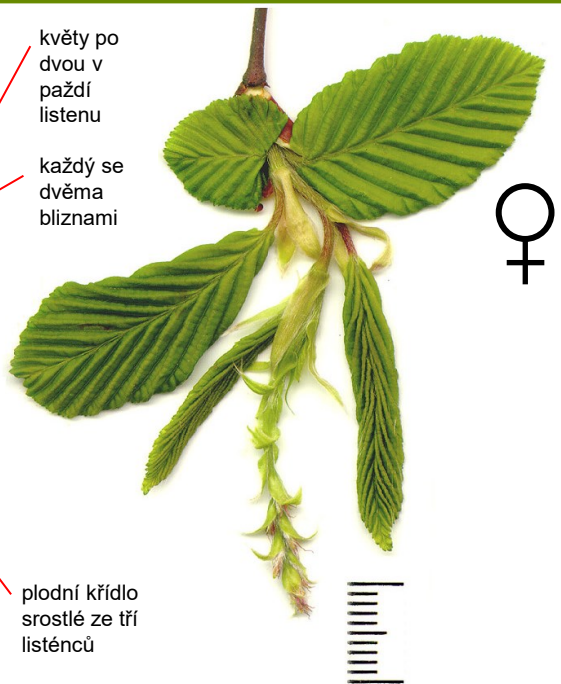 květy po
dvou v
paždí
listenu
každý se
dvěma
bliznami
plodní křídlo
srostlé ze tří
listénců